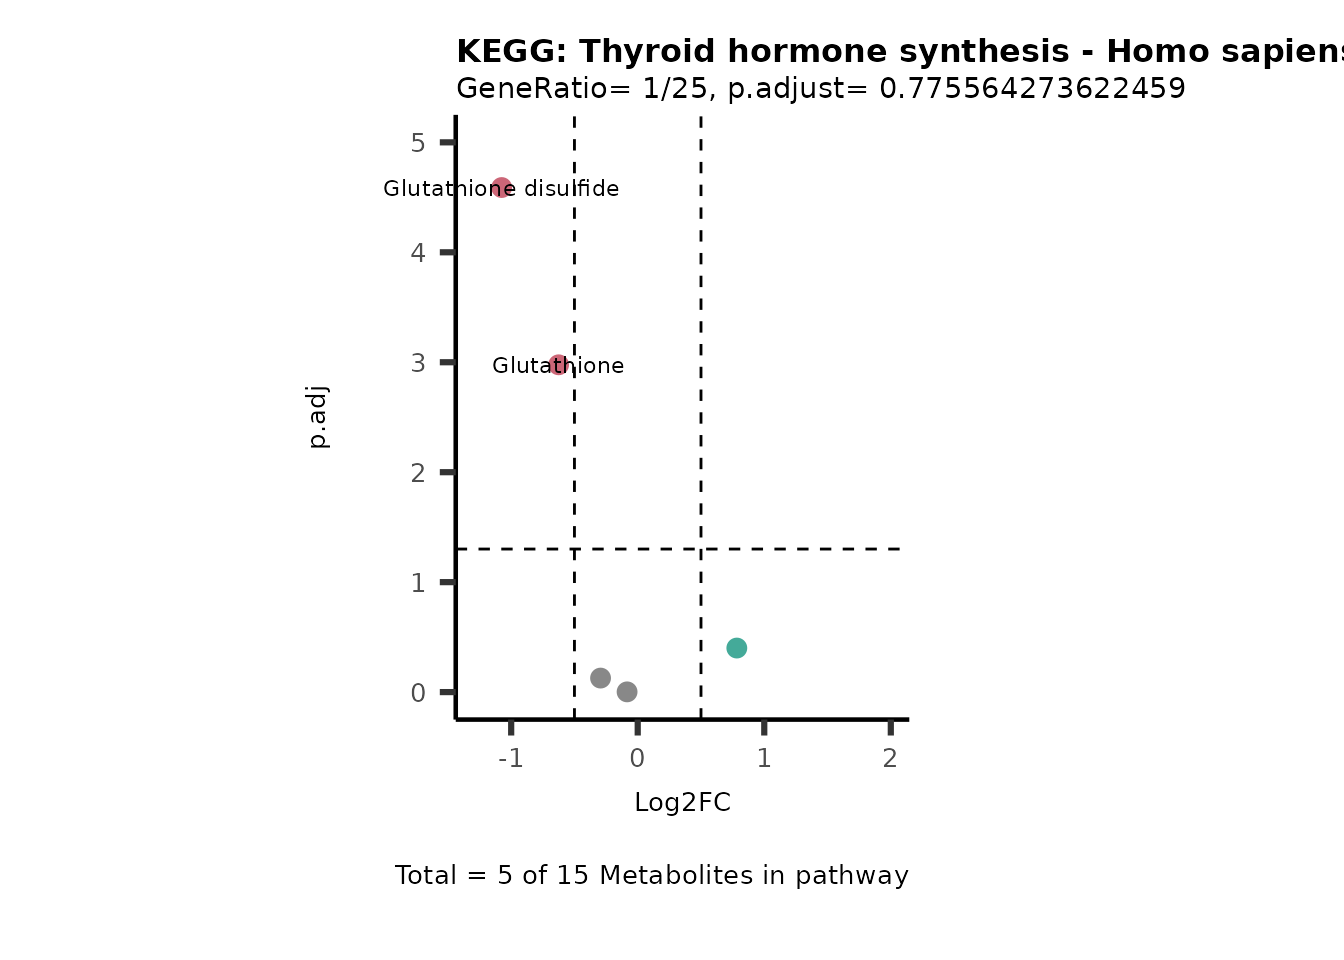 KEGG: Thyroid hormone synthesis - Homo sapiens
GeneRatio= 1/25, p.adjust= 0.775564273622459
5
Glutathione disulfide
4
3
Glutathione
p.adj
2
1
0
-1
0
1
2
Log2FC
Total = 5 of 15 Metabolites in pathway